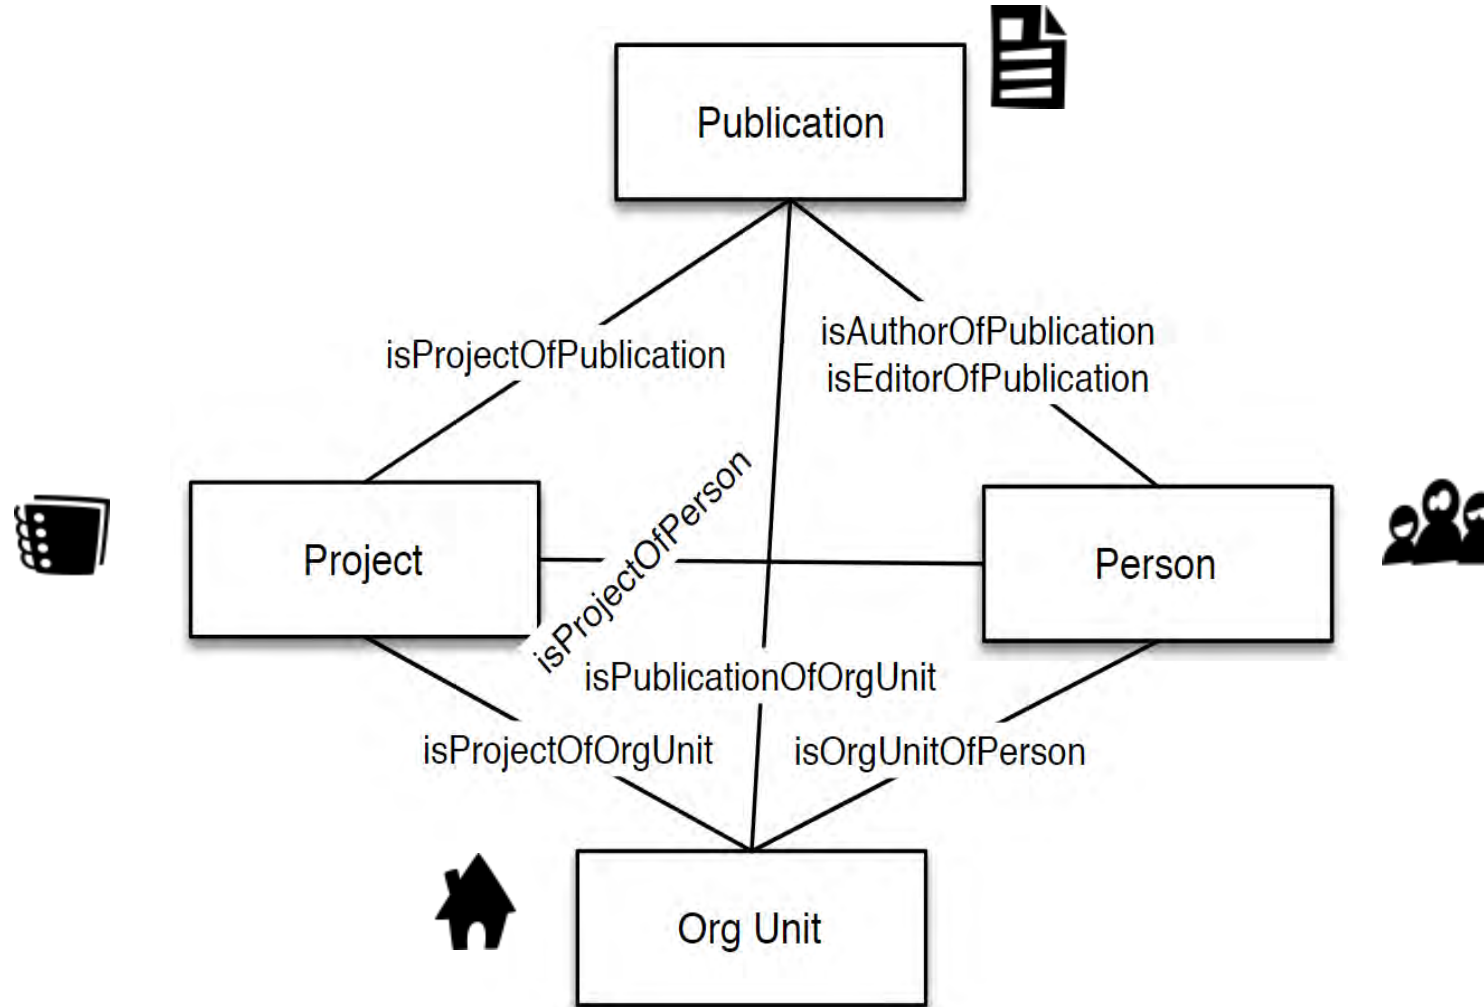 Publication
isProjectOfPublication
isAuthorOfPublication
isEditorOfPublication
isProjectOfPerson
Project
Person
isPublicationOfOrgUnit
isProjectOfOrgUnit
isOrgUnitOfPerson
Org Unit